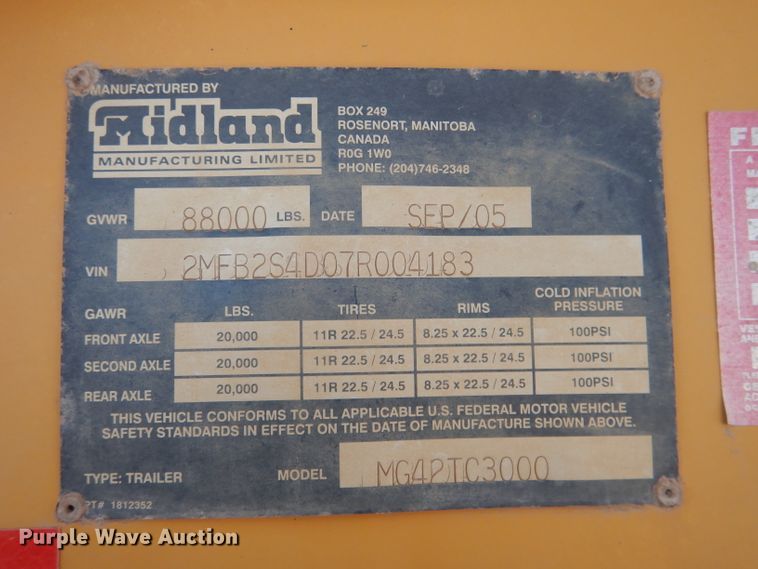 MANUFACTURED BY
Midland
MANUFACTURING LIMITED
BOX 249
ROSENORT, MANITOBA
CANADA
R0G 1W0
PHONE: (204)746-2348
GVWR 88000 LBS. DATE SEP/05
VIN 2MFB2S4D07R004183
GAWR LBS. TIRES RIMS COLD INFLATION PRESSURE
FRONT AXLE 20,000 11R 22.5 / 24.5 8.25 x 22.5 / 24.5 100PSI
SECOND AXLE 20,000 11R 22.5 / 24.5 8.25 x 22.5 / 24.5 100PSI
REAR AXLE 20,000 11R 22.5 / 24.5 8.25 x 22.5 / 24.5 100PSI
THIS VEHICLE CONFORMS TO ALL APPLICABLE U.S. FEDERAL MOTOR VEHICLE
SAFETY STANDARDS IN EFFECT ON THE DATE OF MANUFACTURE SHOWN ABOVE.
TYPE: TRAILER MODEL MG42TC3000
PT# 1812352
Purple Wave Auction